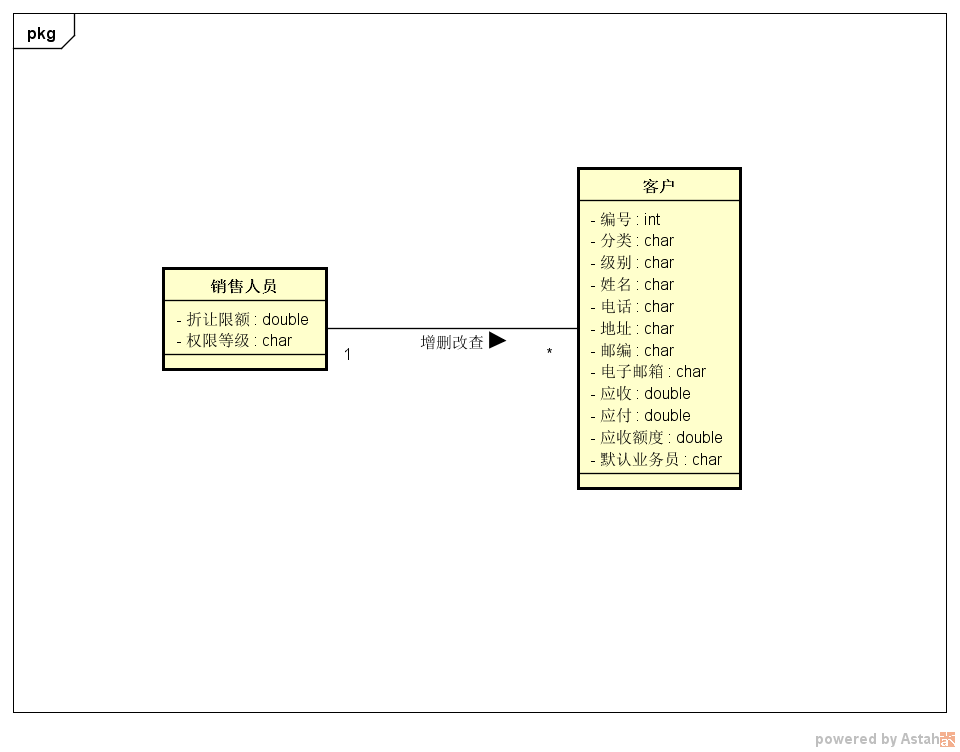 pkg
客户
- 编号 : int
- 分类 : char
- 级别 : char
- 姓名 : char
- 电话 : char
- 地址 : char
- 邮编 : char
- 电子邮箱 : char
- 应收 : double
- 应付 : double
- 应收额度 : double
- 默认业务员 : char
销售人员
- 折让限额 : double
- 权限等级 : char
1
增删改查
*
powered by Astah